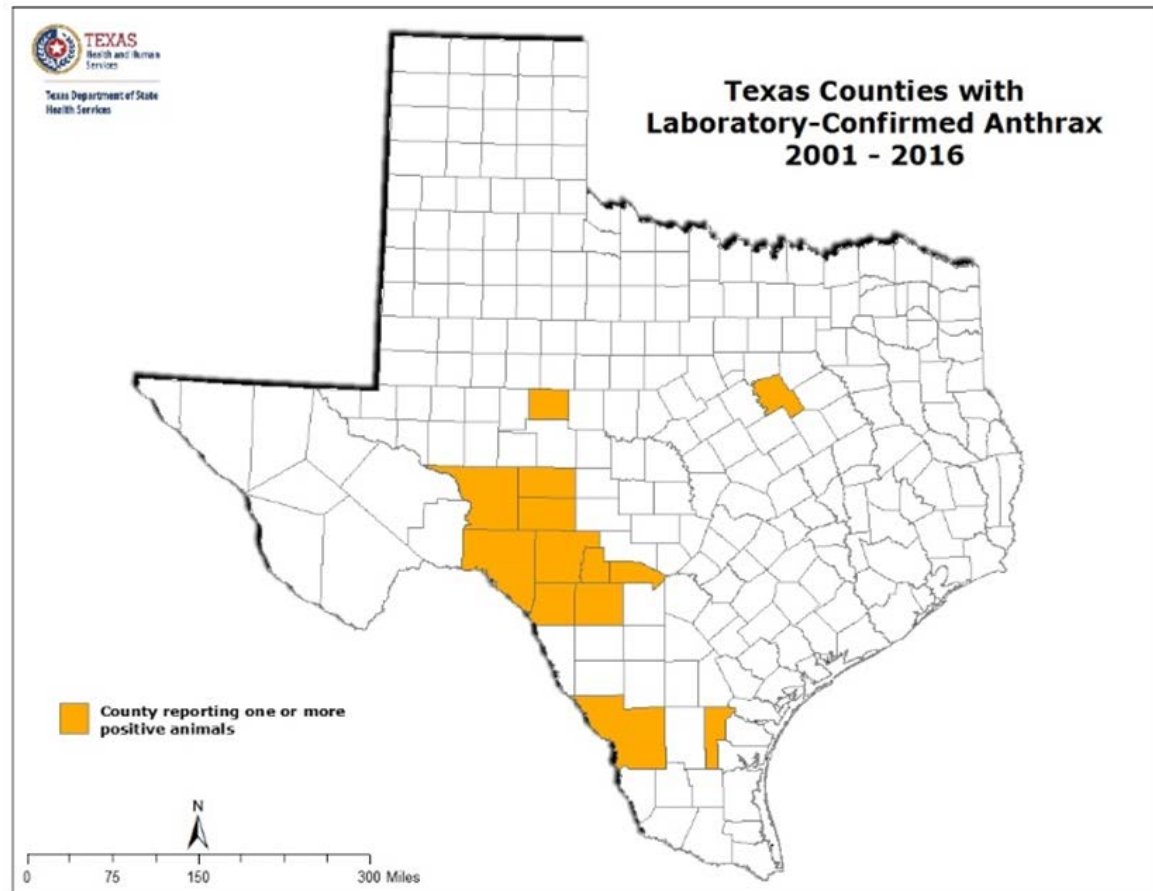 TEXAS
Health and Human
Services
Texas Department of State
Health Services
Texas Counties with
Laboratory-Confirmed Anthrax
2001 - 2016
County reporting one or more
positive animals
N
0 75 150 300 Miles